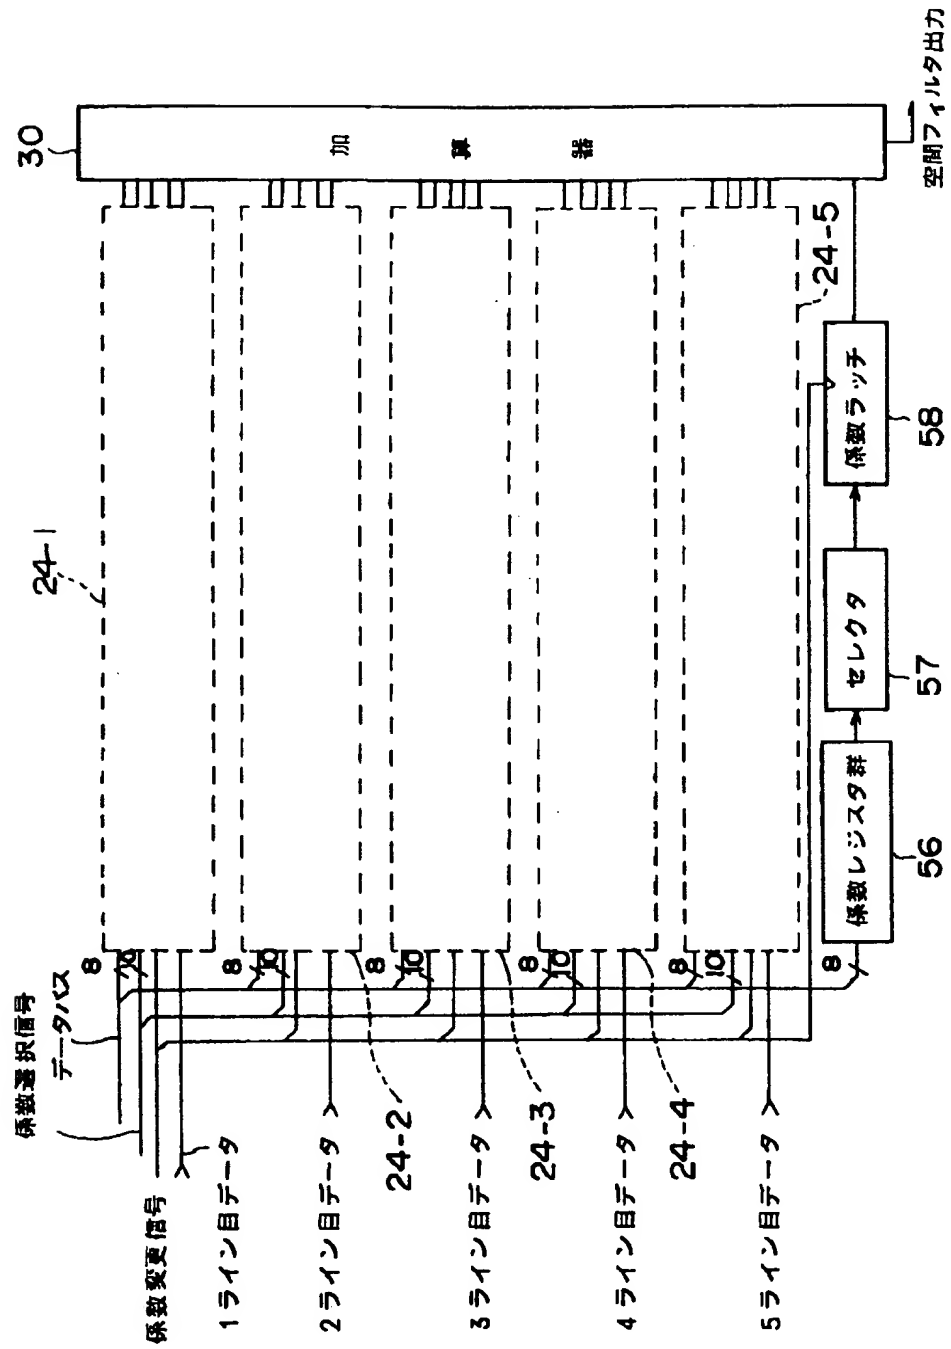 係数選択信号
データバス
係数変更信号
1ライン目データ
2ライン目データ
3ライン目データ
4ライン目データ
5ライン目データ
8
10
8
10
8
10
8
10
8
10
8
24-1
24-2
24-3
24-4
24-5
30
加算器
係数レジスタ群
56
セレクタ
57
係数ラッチ
58
空間フィルタ出力